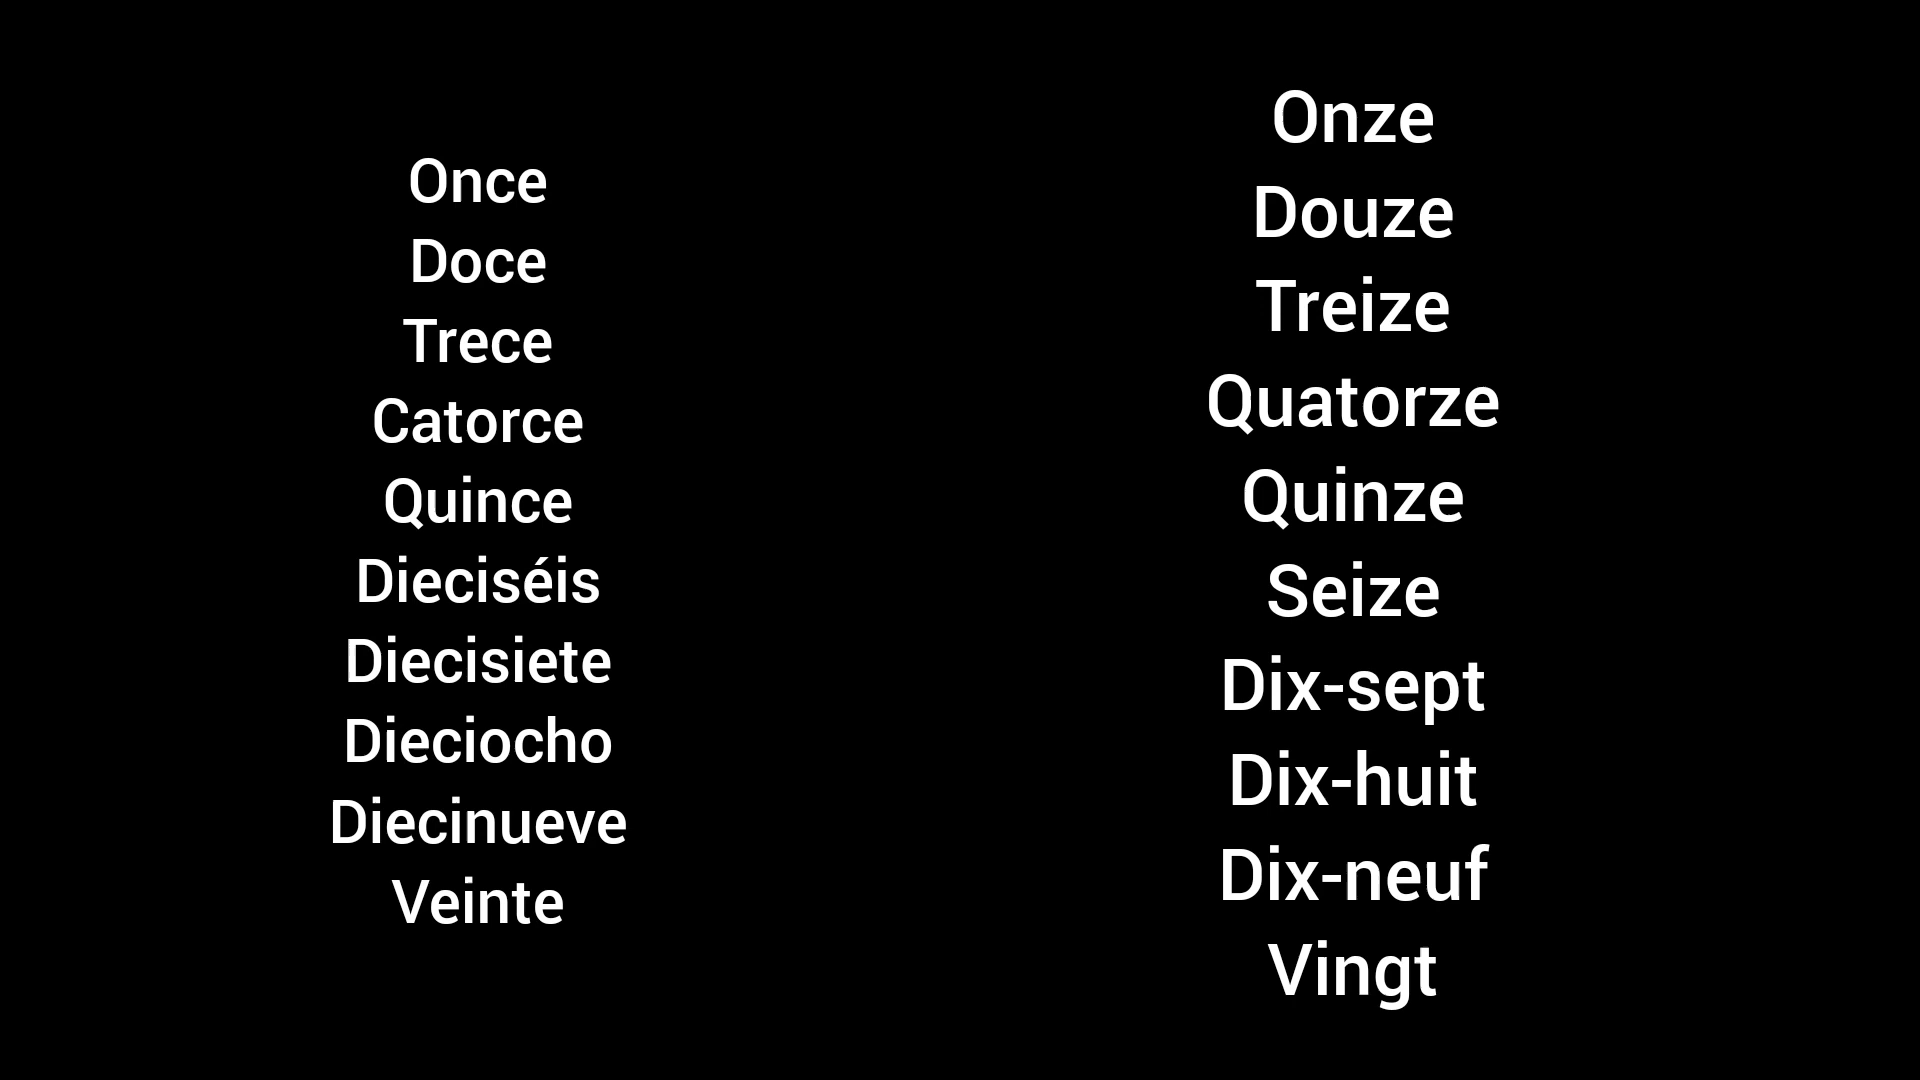 Once
Doce
Trece
Catorce
Quince
Dieciséis
Diecisiete
Dieciocho
Diecinueve
Veinte
Onze
Douze
Treize
Quatorze
Quinze
Seize
Dix-sept
Dix-huit
Dix-neuf
Vingt